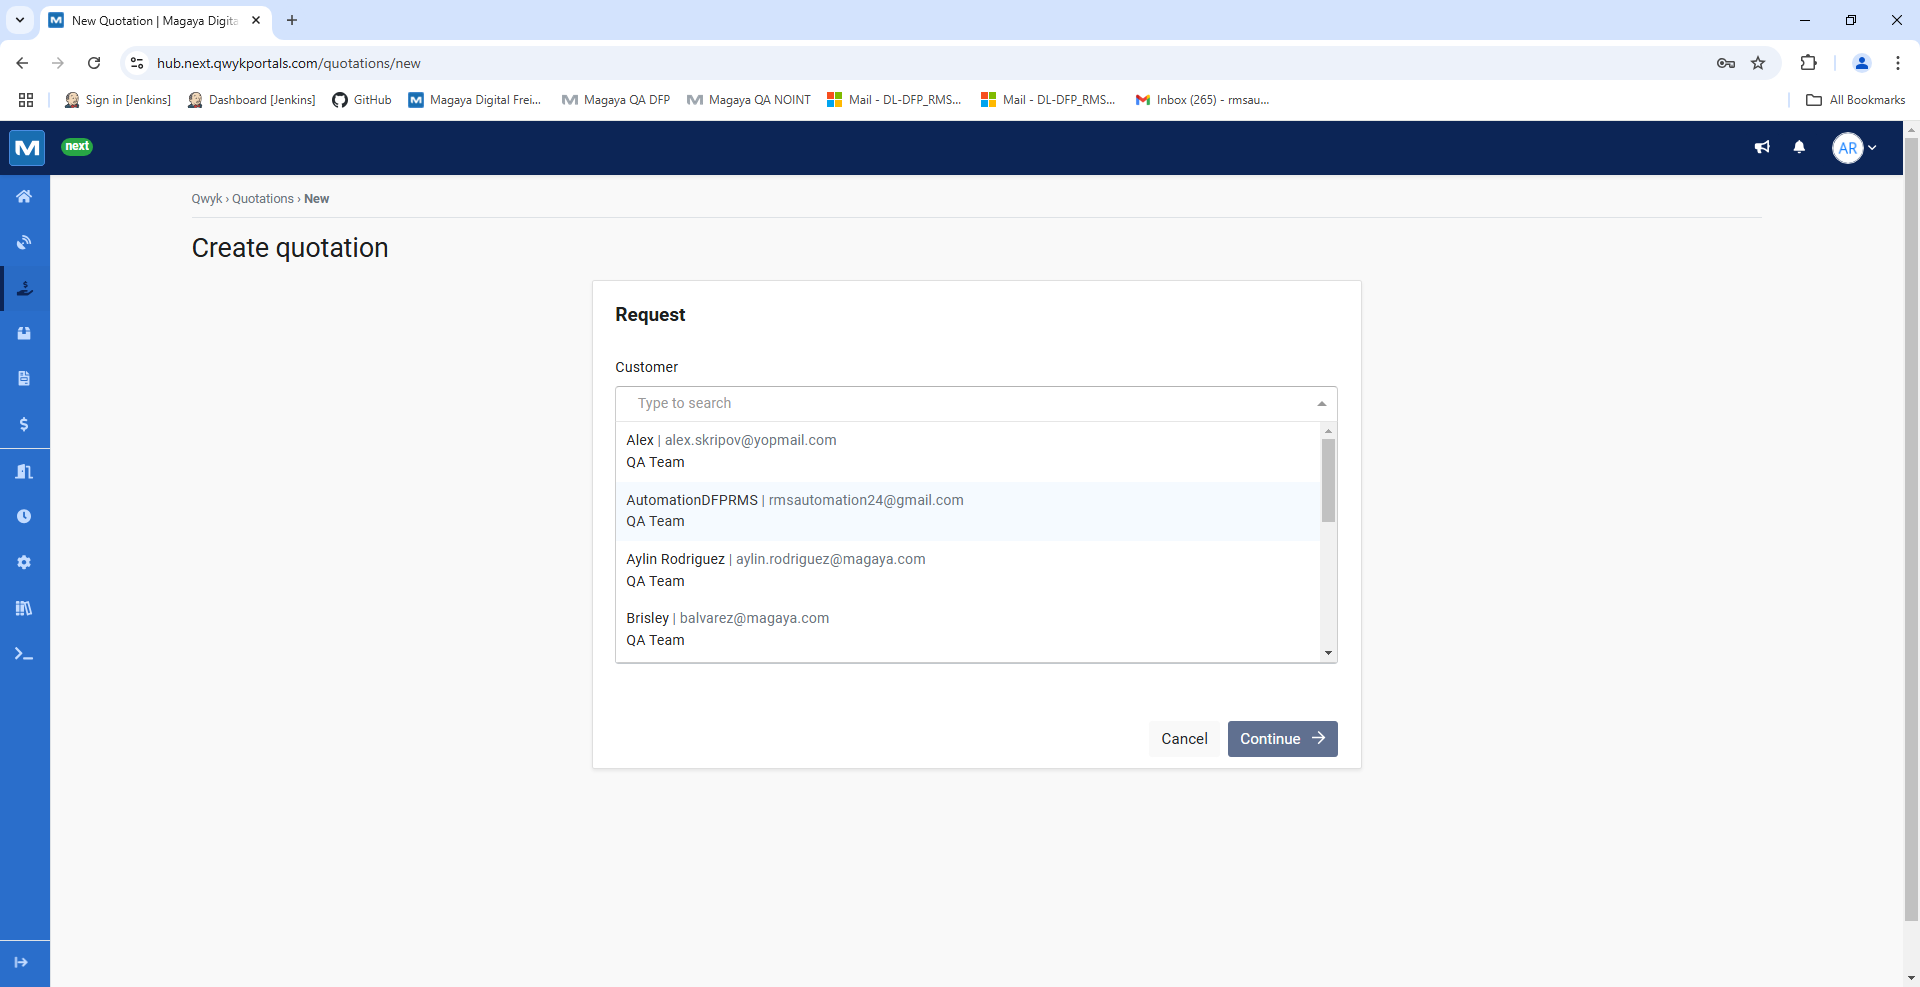 New Quotation | Magaya Digita
hub.next.qwykportals.com/quotations/new
Sign in [Jenkins]
Dashboard [Jenkins]
GitHub
Magaya Digital Frei...
Magaya QA DFP
Magaya QA NOINT
Mail - DL-DFP_RMS...
Mail - DL-DFP_RMS...
Inbox (265) - rmsau...
All Bookmarks
M
next
AR
Qwyk › Quotations › New
Create quotation
Request
Customer
Type to search
Alex | alex.skripov@yopmail.com
QA Team
AutomationDFPRMS | rmsautomation24@gmail.com
QA Team
Aylin Rodriguez | aylin.rodriguez@magaya.com
QA Team
Brisley | balvarez@magaya.com
QA Team
Cancel
Continue